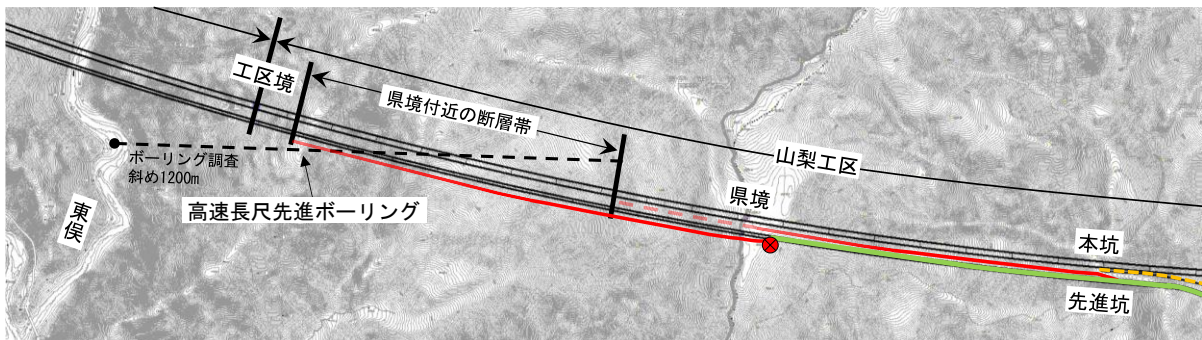 工区境
県境付近の断層帯
山梨工区
ボーリング調査
斜め1200m
高速長尺先進ボーリング
県境
東俣
本坑
先進坑